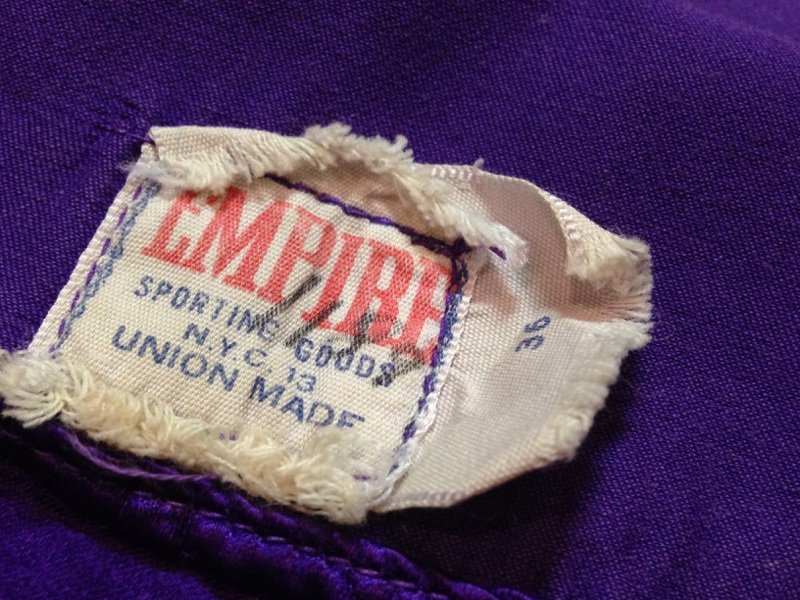 EMPIRE
SPORTING GOODS
N.Y.C. 13
UNION MADE
36